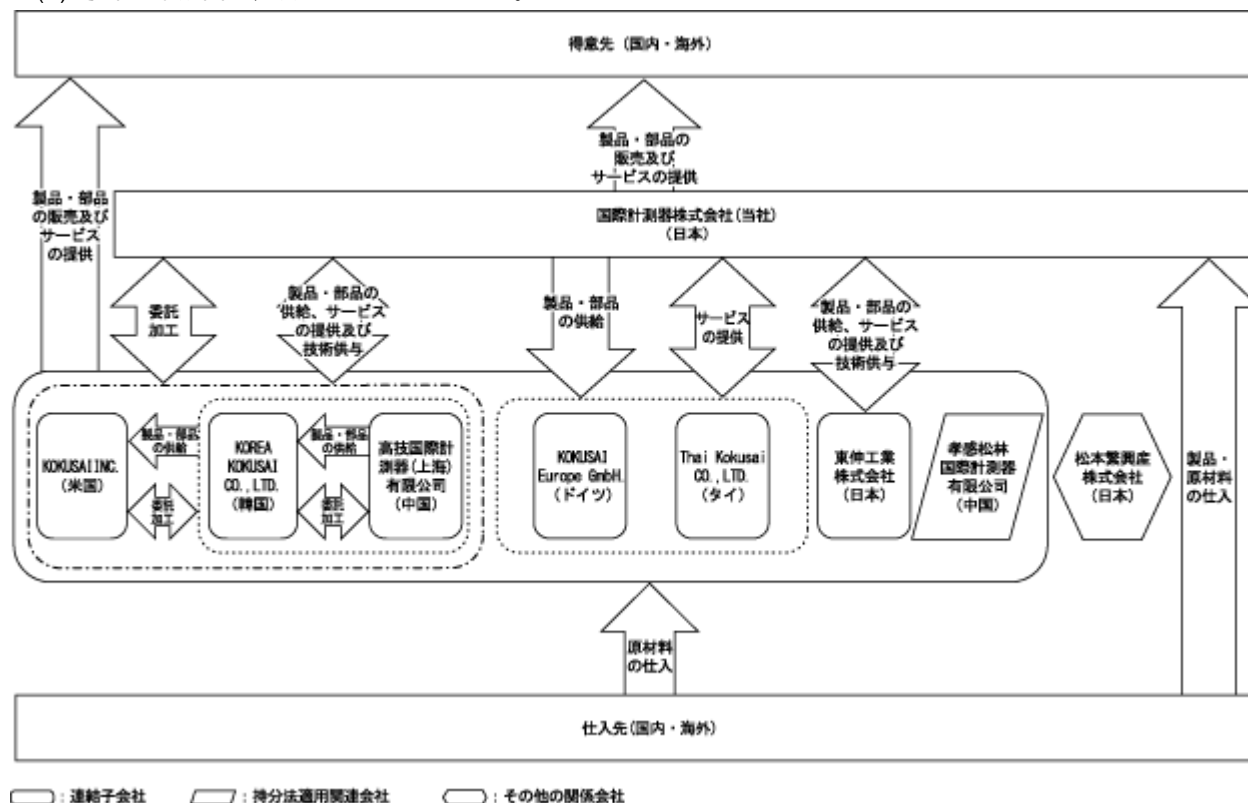 得意先（国内・海外）
製品・部品の
販売及び
サービスの提供
製品・部品
の販売及び
サービス
の提供
国際計測器株式会社(当社)
（日本）
委託
加工
製品・部品の
供給、サービス
の提供及び
技術供与
製品・部品
の供給
サービス
の提供
製品・部品の
供給、サービス
の提供及び
技術供与
製品・
原材料
の仕入
KOKUSAI INC.
（米国）
製品・部品
の供給
委託
加工
KOREA
KOKUSAI
CO.,LTD.
（韓国）
製品・部品
の供給
委託
加工
高技国際計
測器(上海)
有限公司
（中国）
KOKUSAI
Europe GmbH.
（ドイツ）
Thai Kokusai
CO.,LTD.
（タイ）
東伸工業
株式会社
（日本）
孝感松林
国際計測器
有限公司
（中国）
松本繁興産
株式会社
（日本）
原材料
の仕入
仕入先(国内・海外)
：連結子会社 ：持分法適用関連会社 ：その他の関係会社